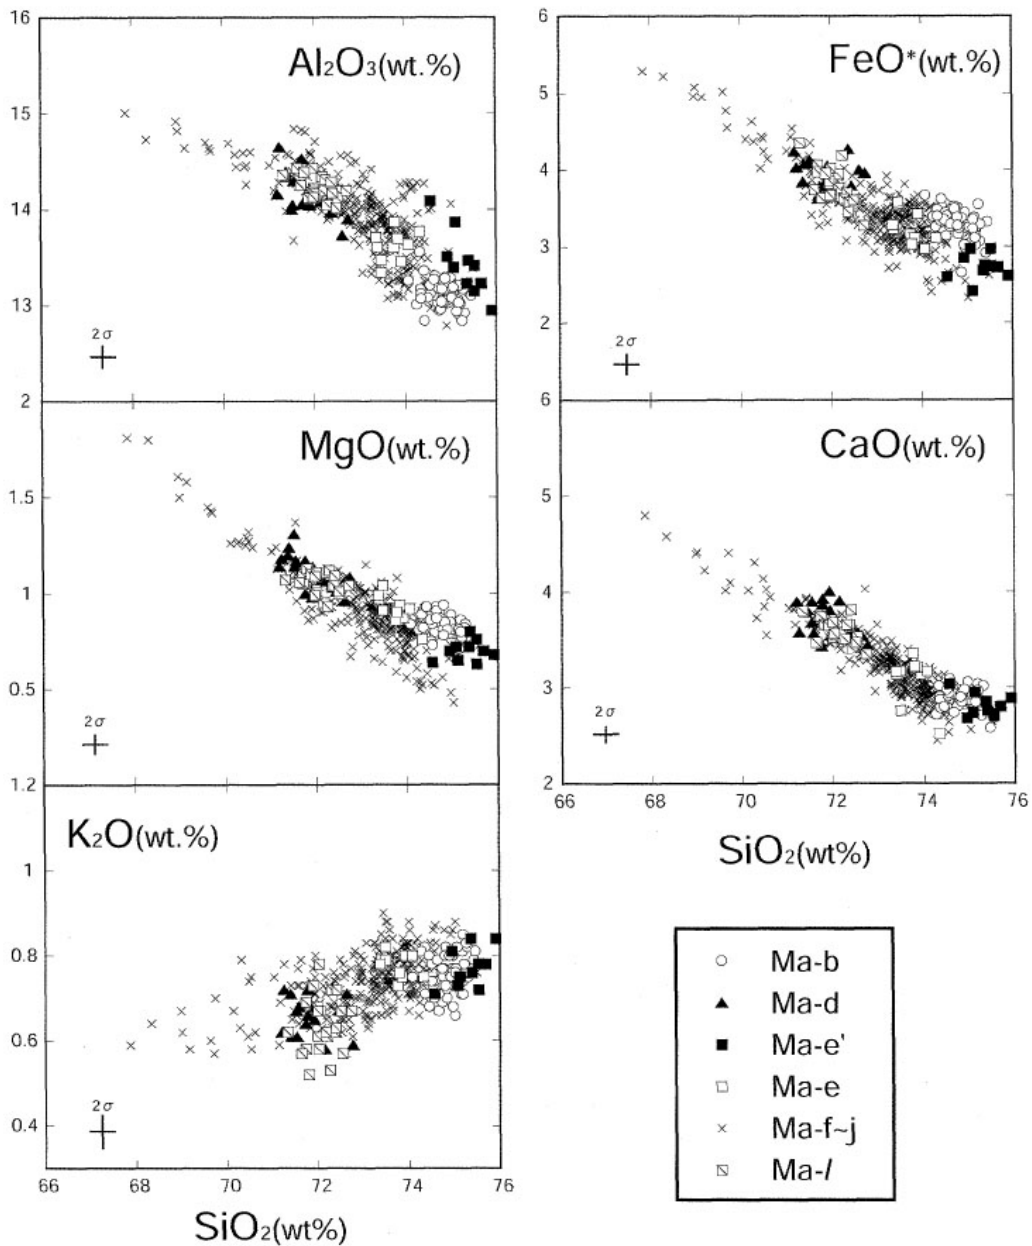 16
15
14
13
Al₂O₃(wt.%)
2σ
6
5
4
3
2
FeO*(wt.%)
2σ
2
1.5
1
0.5
MgO(wt.%)
2σ
6
5
4
3
2
CaO(wt.%)
2σ
66 68 70 72 74 76
SiO₂(wt%)
1.2
1
0.8
0.6
0.4
K₂O(wt.%)
2σ
66 68 70 72 74 76
SiO₂(wt%)
Ma-b
Ma-d
Ma-e'
Ma-e
Ma-f~j
Ma-l